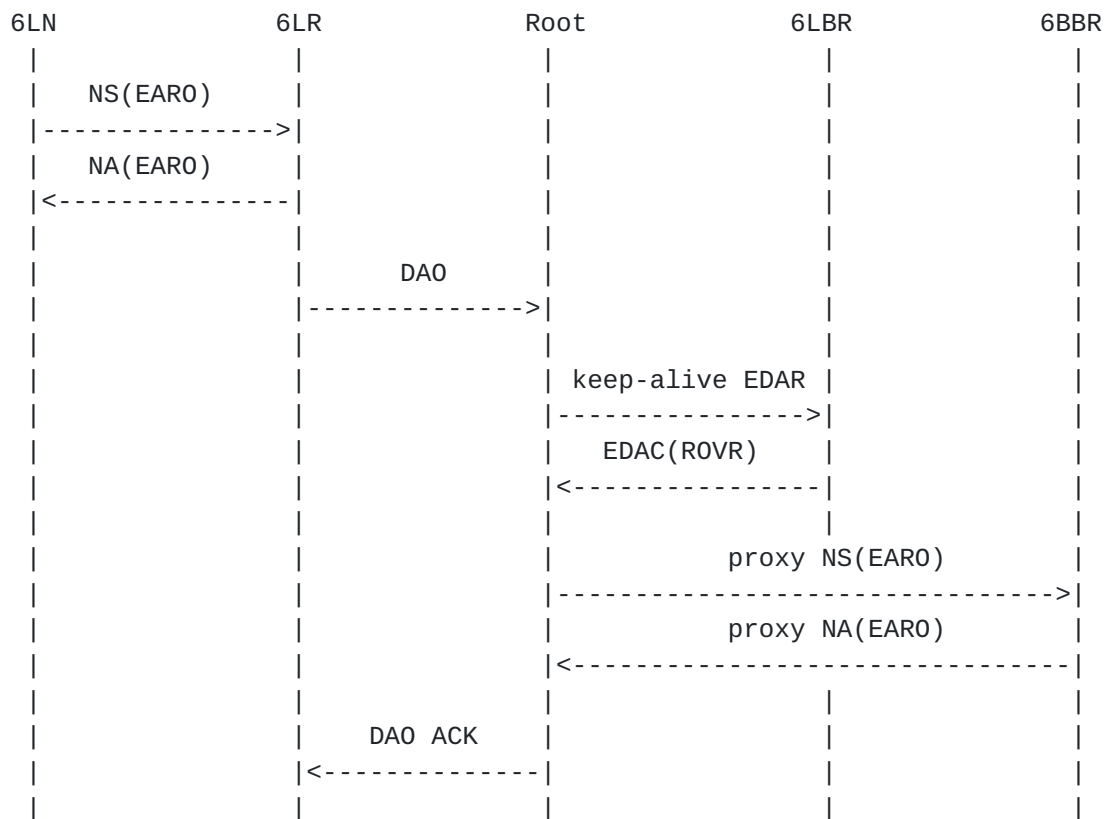 6LN 6LR Root 6LBR 6BBR
NS(EARO)
NA(EARO)
DAO
keep-alive EDAR
EDAC(ROVR)
proxy NS(EARO)
proxy NA(EARO)
DAO ACK